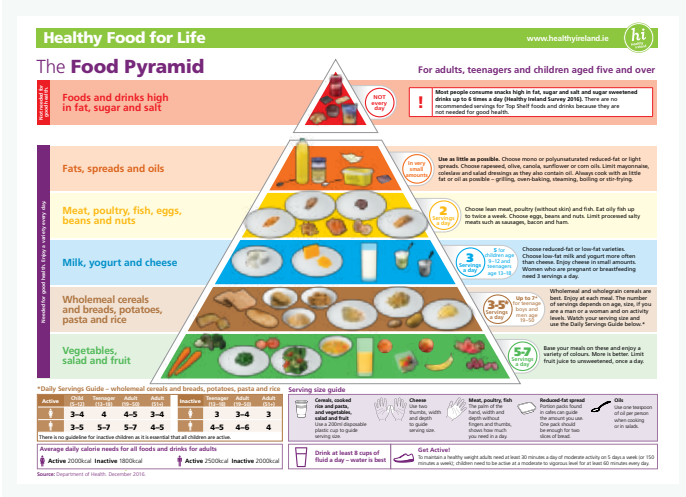 Healthy Food for Life
www.healthyireland.ie
hi
The Food Pyramid
For adults, teenagers and children aged five and over
Not needed for
good health.
Foods and drinks high
in fat, sugar and salt
NOT
every
day
!
Most people consume snacks high in fat, sugar and salt and sugar sweetened
drinks up to 6 times a day (Healthy Ireland Survey 2016). There are no
recommended servings for Top Shelf foods and drinks because they are
not needed for good health.
Needed for good health. Enjoy a variety every day.
Fats, spreads and oils
In very
small
amounts
Use as little as possible. Choose mono or polyunsaturated reduced-fat or light
spreads. Choose rapeseed, olive, canola, sunflower or corn oils. Limit mayonnaise,
coleslaw and salad dressings as they also contain oil. Always cook with as little
fat or oil as possible – grilling, oven-baking, steaming, boiling or stir-frying.
Meat, poultry, fish, eggs,
beans and nuts
2
Servings
a day
Choose lean meat, poultry (without skin) and fish. Eat oily fish up
to twice a week. Choose eggs, beans and nuts. Limit processed salty
meats such as sausages, bacon and ham.
Milk, yogurt and cheese
3
Servings
a day
5 for
children age
9–12 and
teenagers
age 13–18
Choose reduced-fat or low-fat varieties.
Choose low-fat milk and yogurt more often
than cheese. Enjoy cheese in small amounts.
Women who are pregnant or breastfeeding
need 3 servings a day.
Wholemeal cereals
and breads, potatoes,
pasta and rice
3-5*
Servings
a day
Up to 7*
for teenage
boys and
men age
19–50
Wholemeal and wholegrain cereals are
best. Enjoy at each meal. The number
of servings depends on age, size, if you
are a man or a woman and on activity
levels. Watch your serving size and
use the Daily Servings Guide below.*
Vegetables,
salad and fruit
5-7
Servings
a day
Base your meals on these and enjoy a
variety of colours. More is better. Limit
fruit juice to unsweetened, once a day.
*Daily Servings Guide – wholemeal cereals and breads, potatoes, pasta and rice
Active Child (5–12) Teenager (13–18) Adult (19–50) Adult (51+) Inactive Teenager (13–18) Adult (19–50) Adult (51+)
3–4 4 4–5 3–4 3 3–4 3
3–5 5–7 5–7 4–5 4–5 4–6 4
There is no guideline for inactive children as it is essential that all children are active.
Average daily calorie needs for all foods and drinks for adults
Active 2000kcal Inactive 1800kcal Active 2500kcal Inactive 2000kcal
Serving size guide
Cereals, cooked
rice and pasta,
and vegetables,
salad and fruit
Use a 200ml disposable
plastic cup to guide
serving size.
Cheese
Use two
thumbs,
width
and depth
to guide
serving size.
Meat, poultry, fish
The palm of the
hand, width and
depth without
fingers and thumbs,
shows how much
you need in a day.
Reduced-fat spread
Portion packs found
in cafes can guide
the amount you use.
One pack should
be enough for two
slices of bread.
Oils
Use one teaspoon
of oil per person
when cooking
or in salads.
Drink at least 8 cups of
fluid a day – water is best
Get Active!
To maintain a healthy weight adults need at least 30 minutes a day of moderate activity on 5 days a week (or 150
minutes a week); children need to be active at a moderate to vigorous level for at least 60 minutes every day.
Source: Department of Health. December 2016.